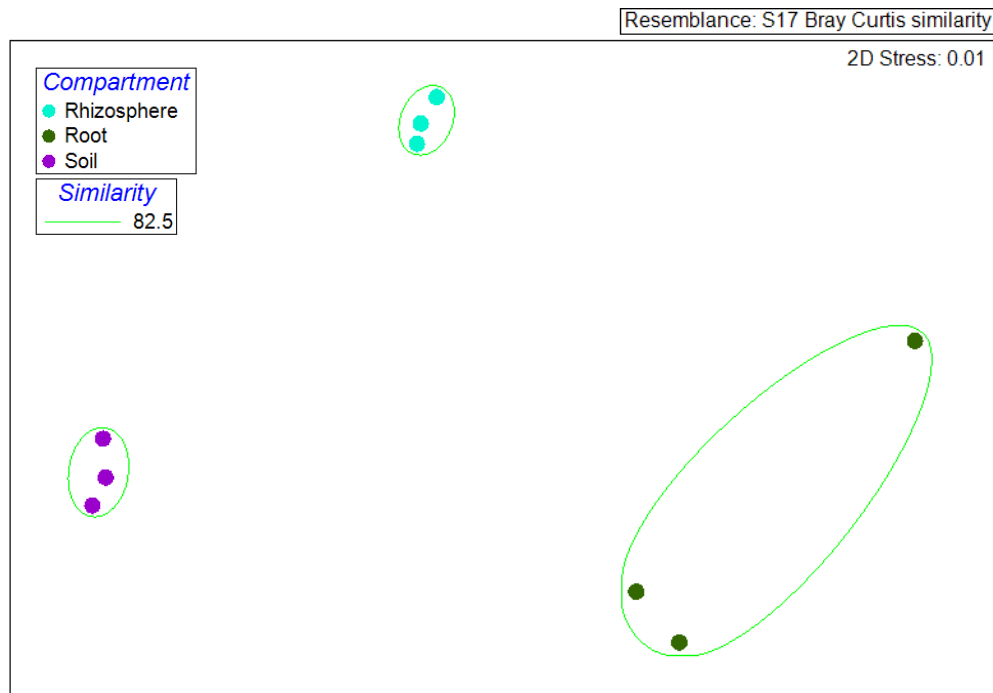 Resemblance: S17 Bray Curtis similarity
2D Stress: 0.01
Compartment
Rhizosphere
Root
Soil
Similarity
82.5